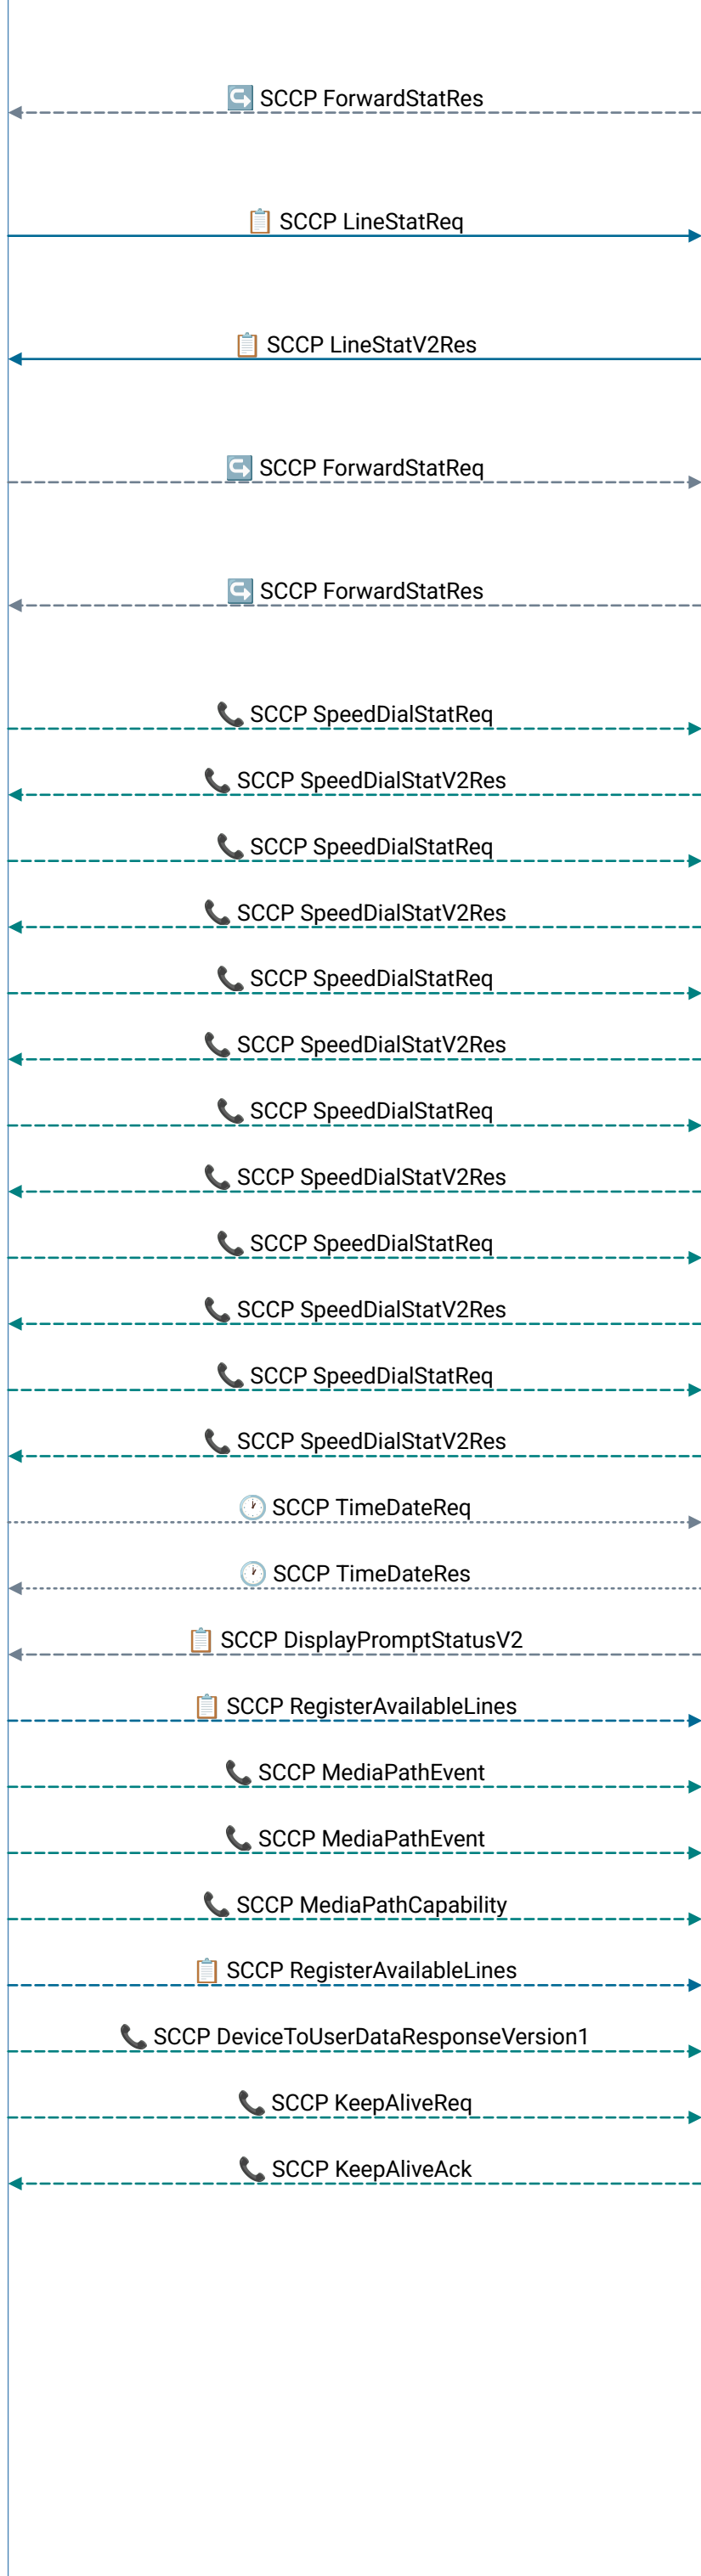 SCCP ForwardStatRes
SCCP LineStatReq
SCCP LineStatV2Res
SCCP ForwardStatReq
SCCP ForwardStatRes
SCCP SpeedDialStatReq
SCCP SpeedDialStatV2Res
SCCP SpeedDialStatReq
SCCP SpeedDialStatV2Res
SCCP SpeedDialStatReq
SCCP SpeedDialStatV2Res
SCCP SpeedDialStatReq
SCCP SpeedDialStatV2Res
SCCP SpeedDialStatReq
SCCP SpeedDialStatV2Res
SCCP SpeedDialStatReq
SCCP SpeedDialStatV2Res
SCCP TimeDateReq
SCCP TimeDateRes
SCCP DisplayPromptStatusV2
SCCP RegisterAvailableLines
SCCP MediaPathEvent
SCCP MediaPathEvent
SCCP MediaPathCapability
SCCP RegisterAvailableLines
SCCP DeviceToUserDataResponseVersion1
SCCP KeepAliveReq
SCCP KeepAliveAck